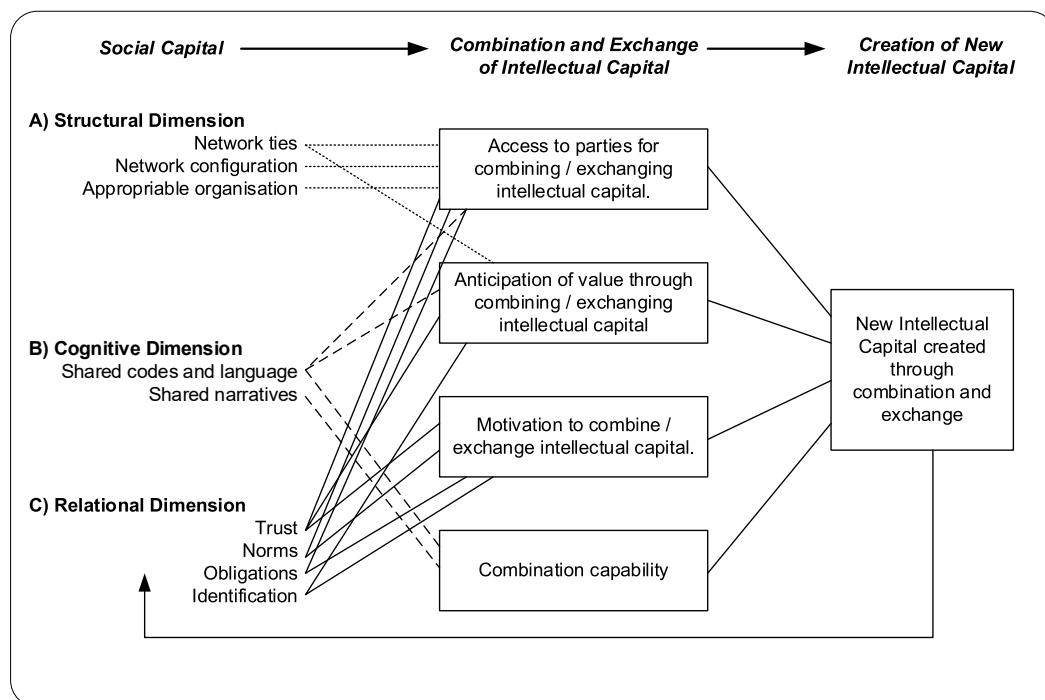 Social Capital
Combination and Exchange
of Intellectual Capital
Creation of New
Intellectual Capital
A) Structural Dimension
Network ties
Network configuration
Appropriable organisation
Access to parties for
combining / exchanging
intellectual capital.
Anticipation of value through
combining / exchanging
intellectual capital
B) Cognitive Dimension
Shared codes and language
Shared narratives
Motivation to combine /
exchange intellectual capital.
C) Relational Dimension
Trust
Norms
Obligations
Identification
Combination capability
New Intellectual
Capital created
through
combination and
exchange